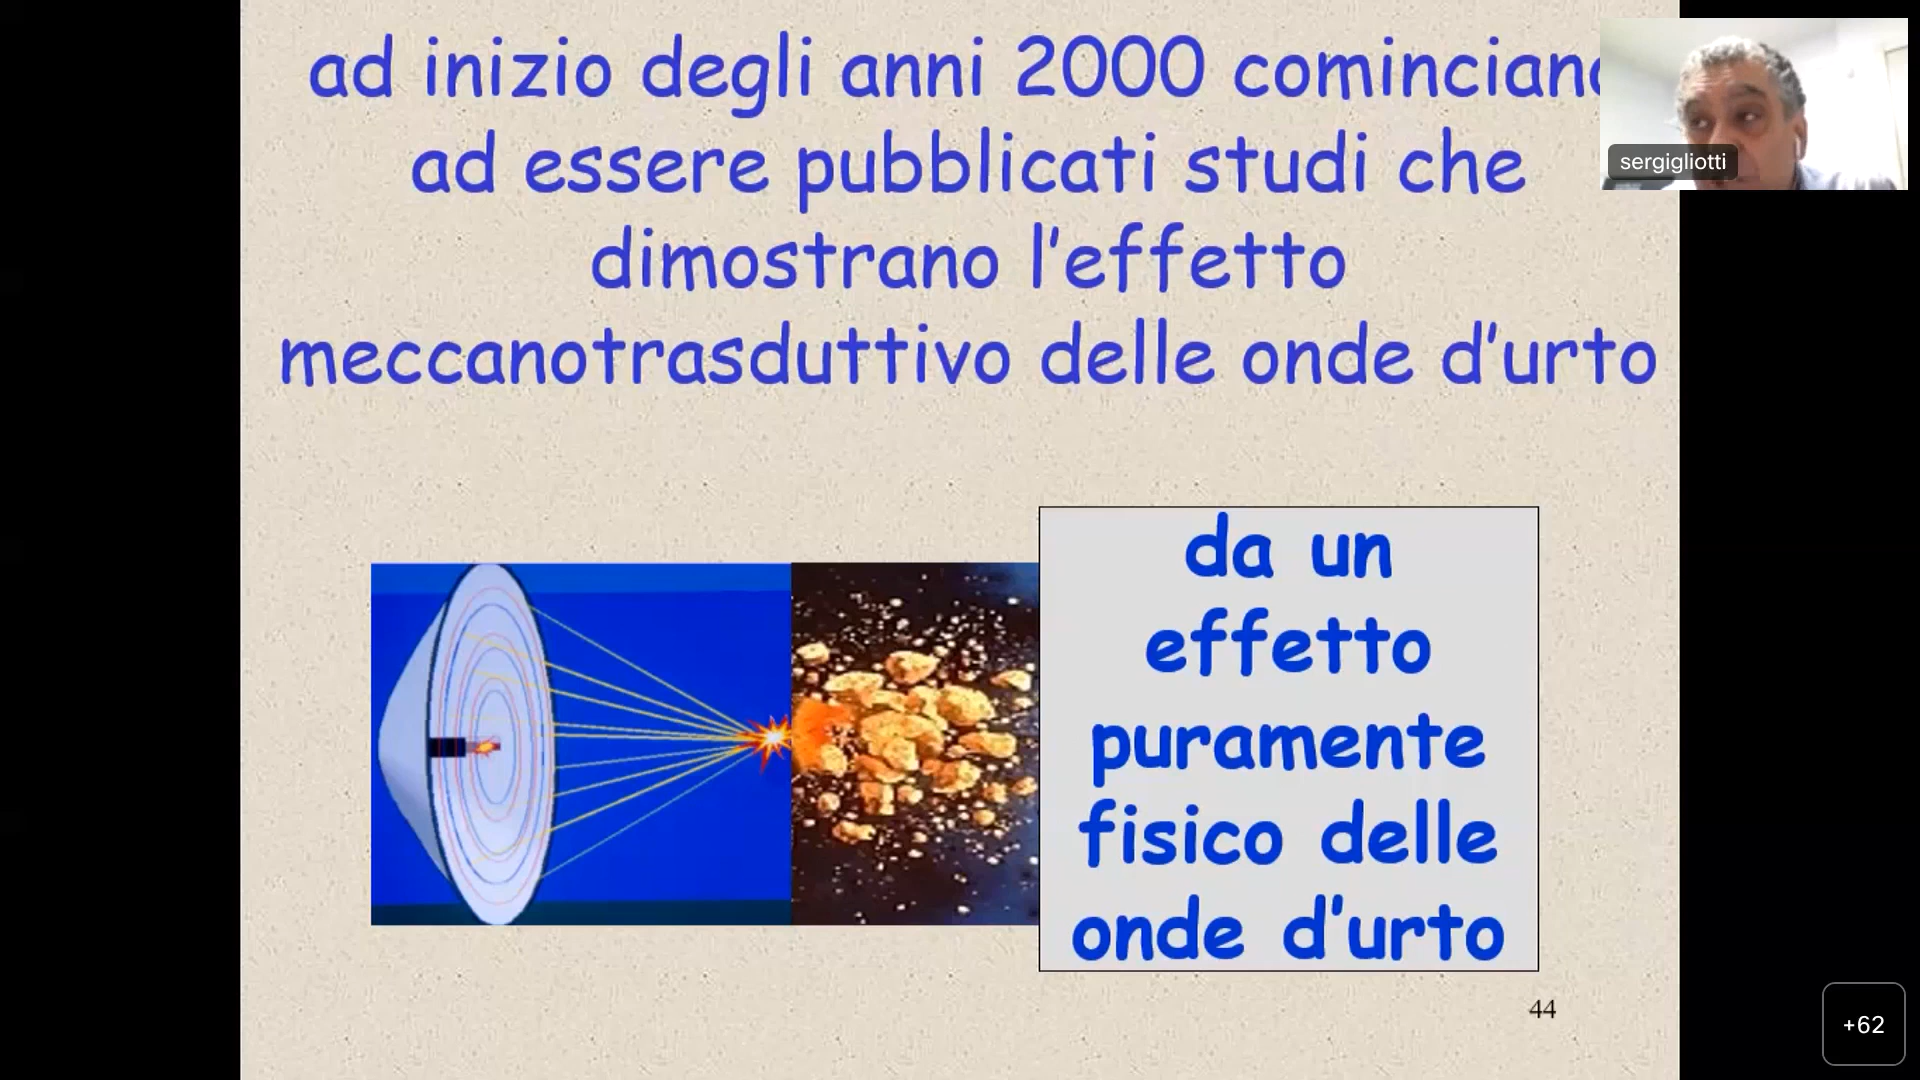 ad inizio degli anni 2000 cominciano
ad essere pubblicati studi che
dimostrano l'effetto
meccanotrasduttivo delle onde d'urto
sergigliotti
da un
effetto
puramente
fisico delle
onde d'urto
44
+62